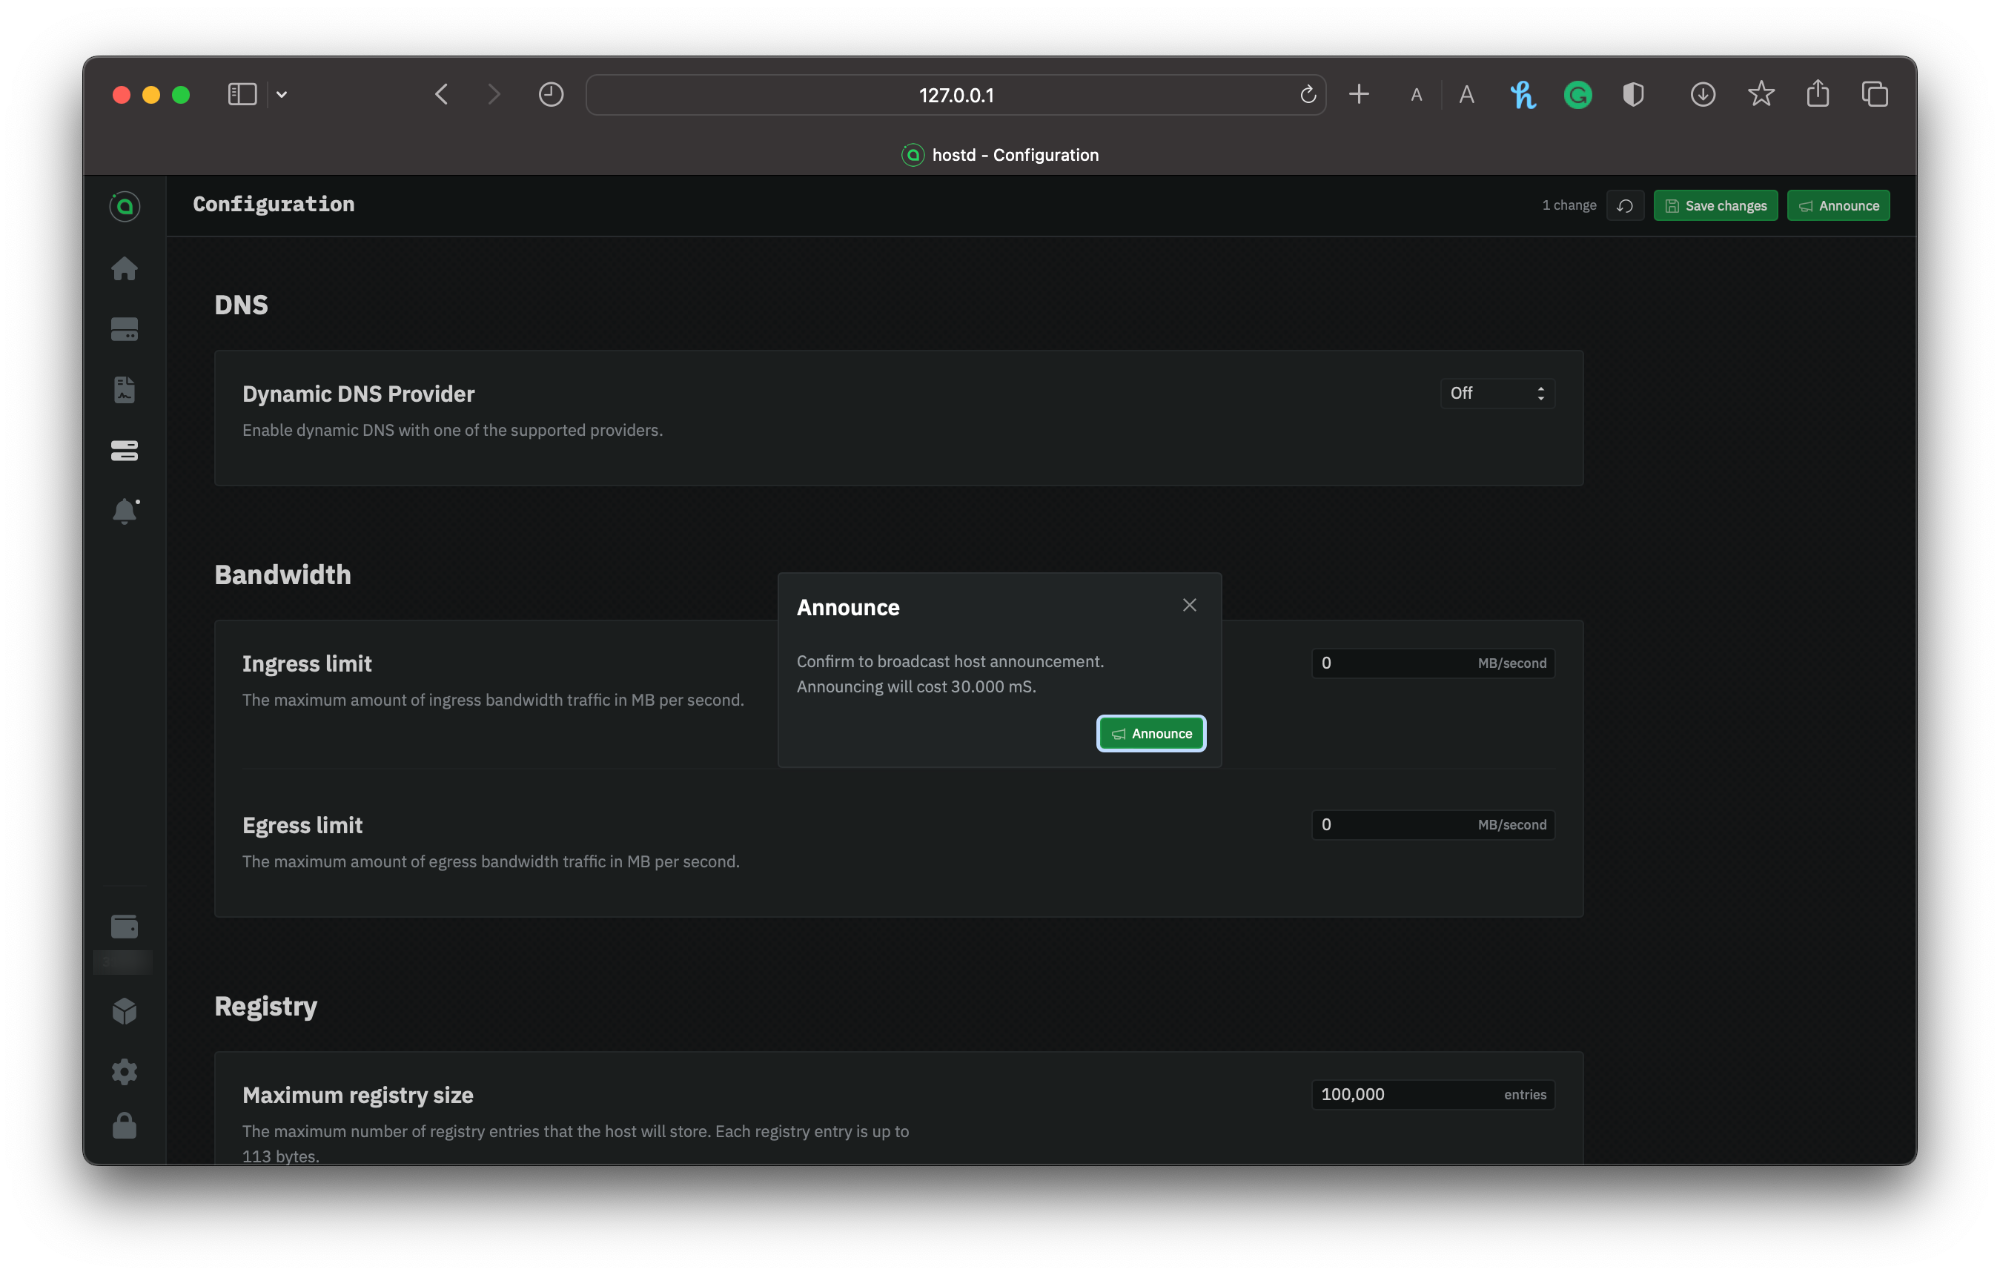 127.0.0.1
A A
hostd - Configuration
Configuration
1 change
Save changes
Announce
DNS
Dynamic DNS Provider
Off
Enable dynamic DNS with one of the supported providers.
Bandwidth
Announce
Confirm to broadcast host announcement.
Announcing will cost 30.000 mS.
Announce
Ingress limit
0 MB/second
The maximum amount of ingress bandwidth traffic in MB per second.
Egress limit
0 MB/second
The maximum amount of egress bandwidth traffic in MB per second.
Registry
Maximum registry size
100,000 entries
The maximum number of registry entries that the host will store. Each registry entry is up to
113 bytes.